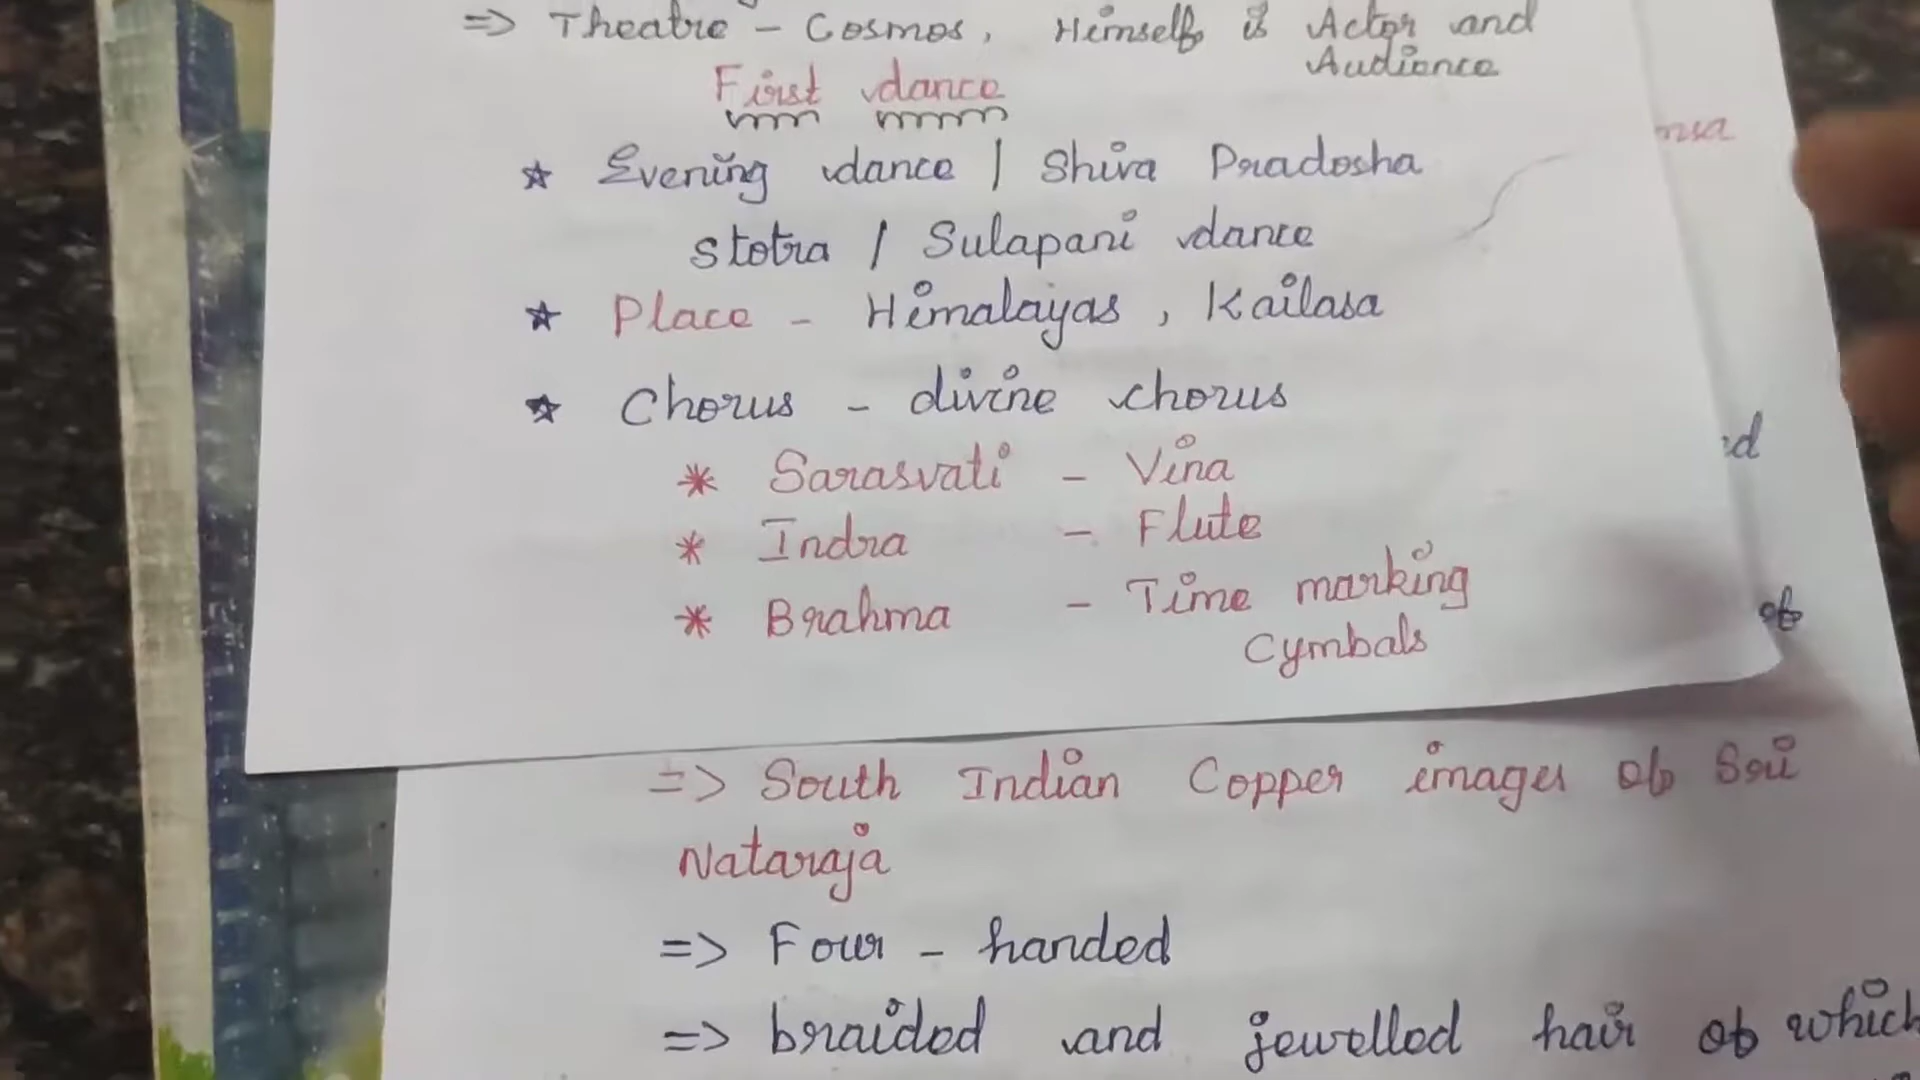 => Theatre - Cosmos, Himself is Actor and
Audience
First dance
☆ Evening dance / Shiva Pradosha
Stotra / Sulapani dance
☆ Place - Himalayas, Kailasa
☆ Chorus - divine chorus
* Sarasvati - Vina
* Indra - Flute
* Brahma - Time marking
Cymbals
=> South Indian Copper images of Sri
Nataraja
=> Four - handed
=> braided and jewelled hair of which
of